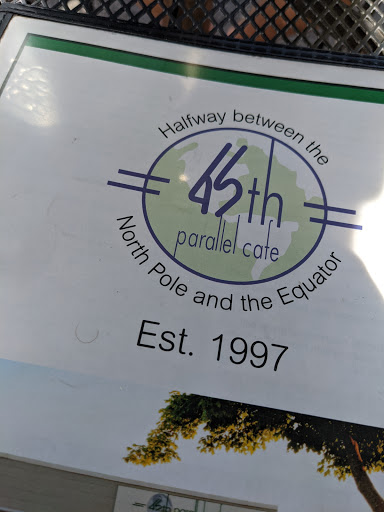 Halfway between the
45th
parallel cafe
North Pole and the Equator
Est. 1997